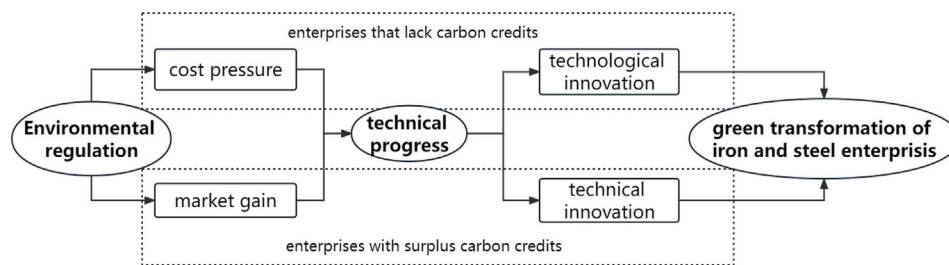 enterprises that lack carbon credits
cost pressure
technological
innovation
Environmental
regulation
technical
progress
green transformation of
iron and steel enterprisis
market gain
technical
innovation
enterprises with surplus carbon credits